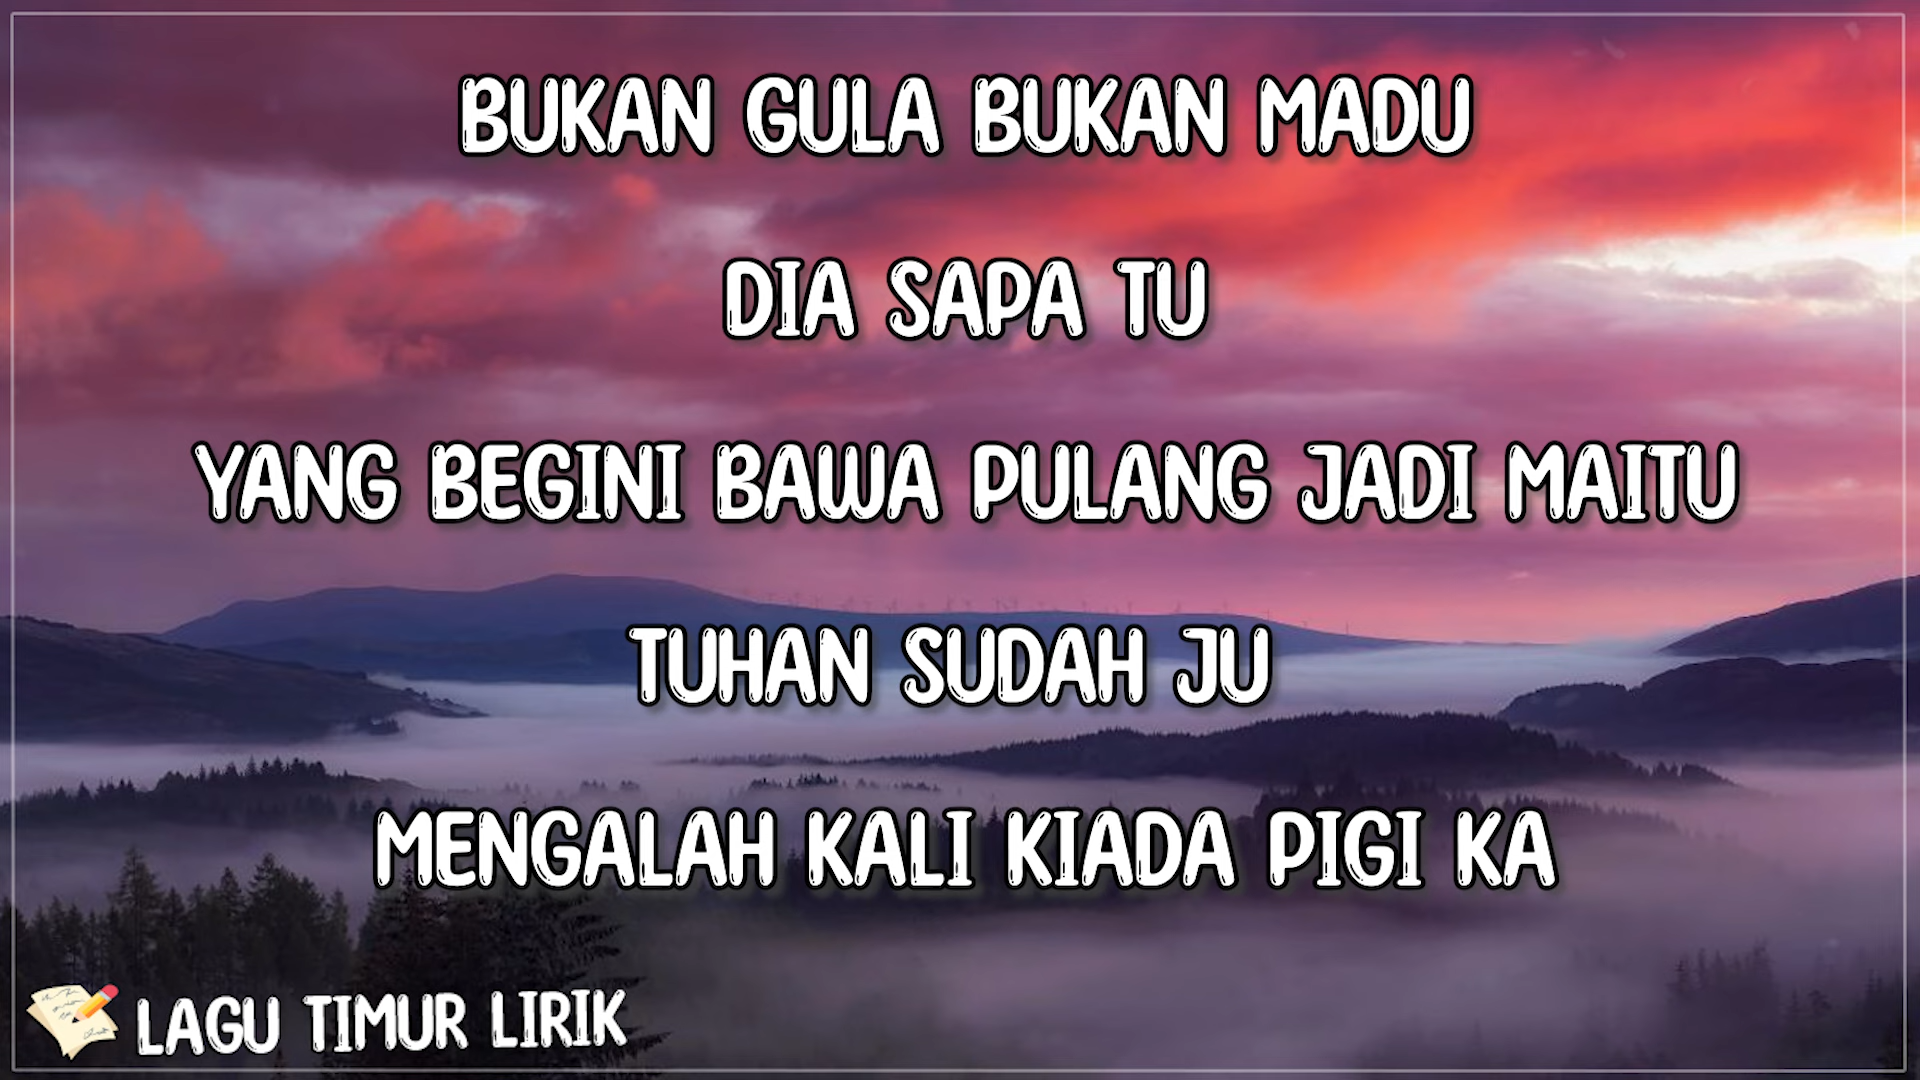 BUKAN GULA BUKAN MADU
DIA SAPA TU
YANG BEGINI BAWA PULANG JADI MAITU
TUHAN SUDAH JU
MENGALAH KALI KIADA PIGI KA
LAGU TIMUR LIRIK